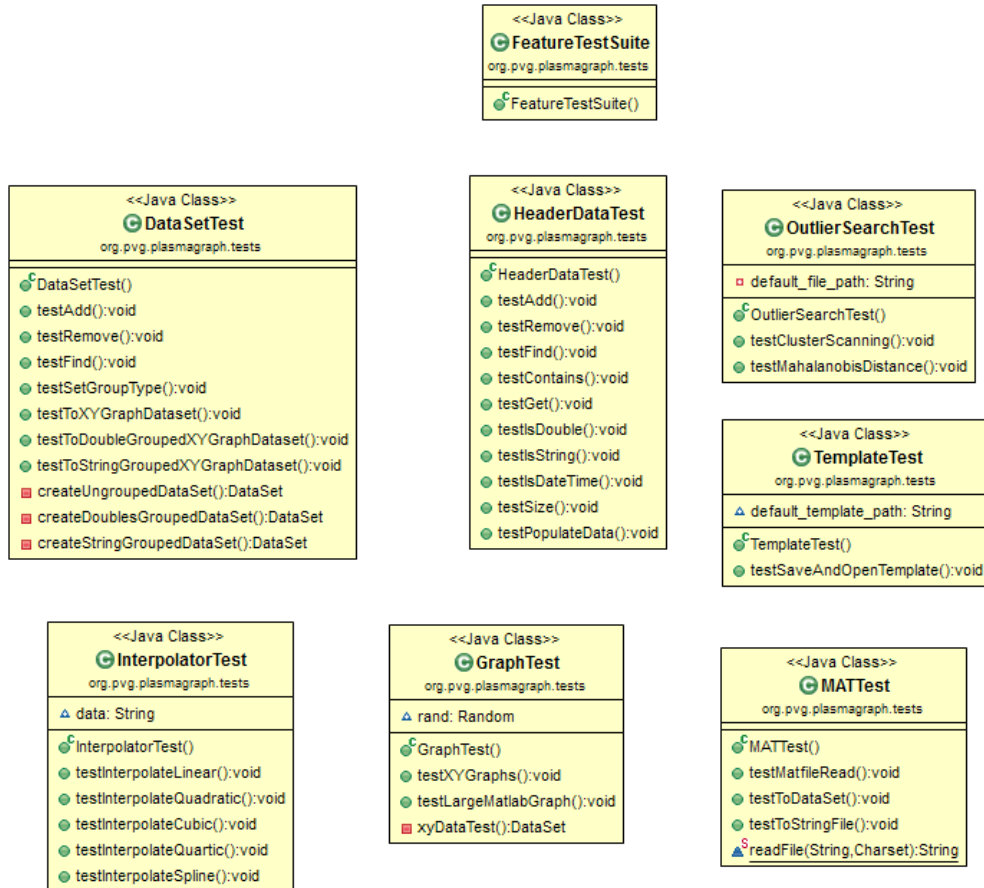 <<Java Class>>
FeatureTestSuite
org.pvg.plasmagraph.tests
FeatureTestSuite()
<<Java Class>>
DataSetTest
org.pvg.plasmagraph.tests
DataSetTest()
testAdd():void
testRemove():void
testFind():void
testSetGroupType():void
testToXYGraphDataset():void
testToDoubleGroupedXYGraphDataset():void
testToStringGroupedXYGraphDataset():void
createUngroupedDataSet():DataSet
createDoublesGroupedDataSet():DataSet
createStringGroupedDataSet():DataSet
<<Java Class>>
HeaderDataTest
org.pvg.plasmagraph.tests
HeaderDataTest()
testAdd():void
testRemove():void
testFind():void
testContains():void
testGet():void
testIsDouble():void
testIsString():void
testIsDateTime():void
testSize():void
testPopulateData():void
<<Java Class>>
OutlierSearchTest
org.pvg.plasmagraph.tests
default_file_path: String
OutlierSearchTest()
testClusterScanning():void
testMahalanobisDistance():void
<<Java Class>>
TemplateTest
org.pvg.plasmagraph.tests
default_template_path: String
TemplateTest()
testSaveAndOpenTemplate():void
<<Java Class>>
InterpolatorTest
org.pvg.plasmagraph.tests
data: String
InterpolatorTest()
testInterpolateLinear():void
testInterpolateQuadratic():void
testInterpolateCubic():void
testInterpolateQuartic():void
testInterpolateSpline():void
<<Java Class>>
GraphTest
org.pvg.plasmagraph.tests
rand: Random
GraphTest()
testXYGraphs():void
testLargeMatlabGraph():void
xyDataTest():DataSet
<<Java Class>>
MATTest
org.pvg.plasmagraph.tests
MATTest()
testMatfileRead():void
testToDataSet():void
testToStringFile():void
readFile(String,Charset):String